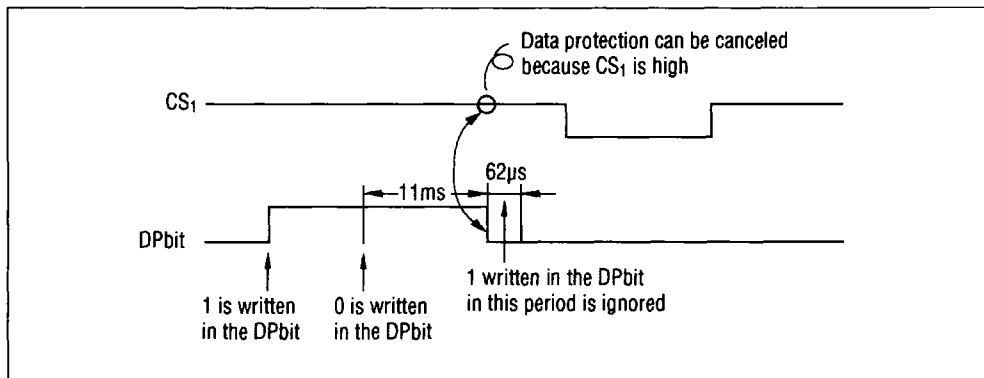 Data protection can be canceled
because CS₁ is high
CS₁
62µs
11ms
DPbit
1 is written
in the DPbit
0 is written
in the DPbit
1 written in the DPbit
in this period is ignored